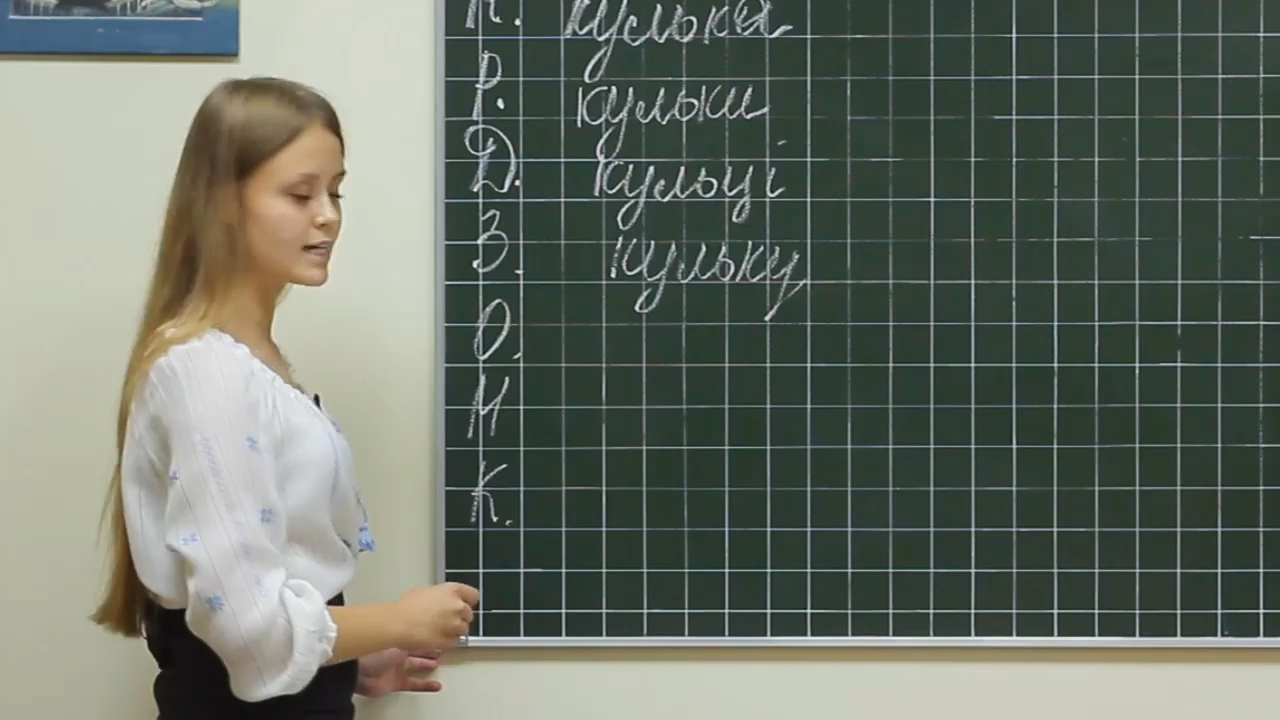 Н. кулька
Р. кульки
Д. кульці
З. кульку
О.
М
К.